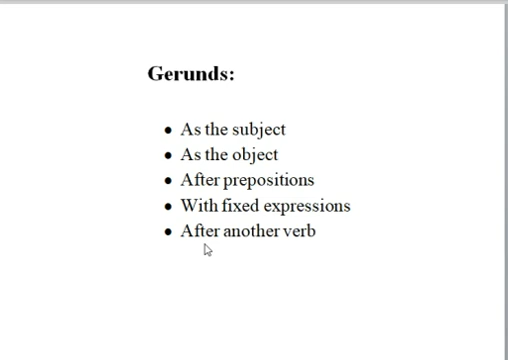 Gerunds:
• As the subject
• As the object
• After prepositions
• With fixed expressions
• After another verb